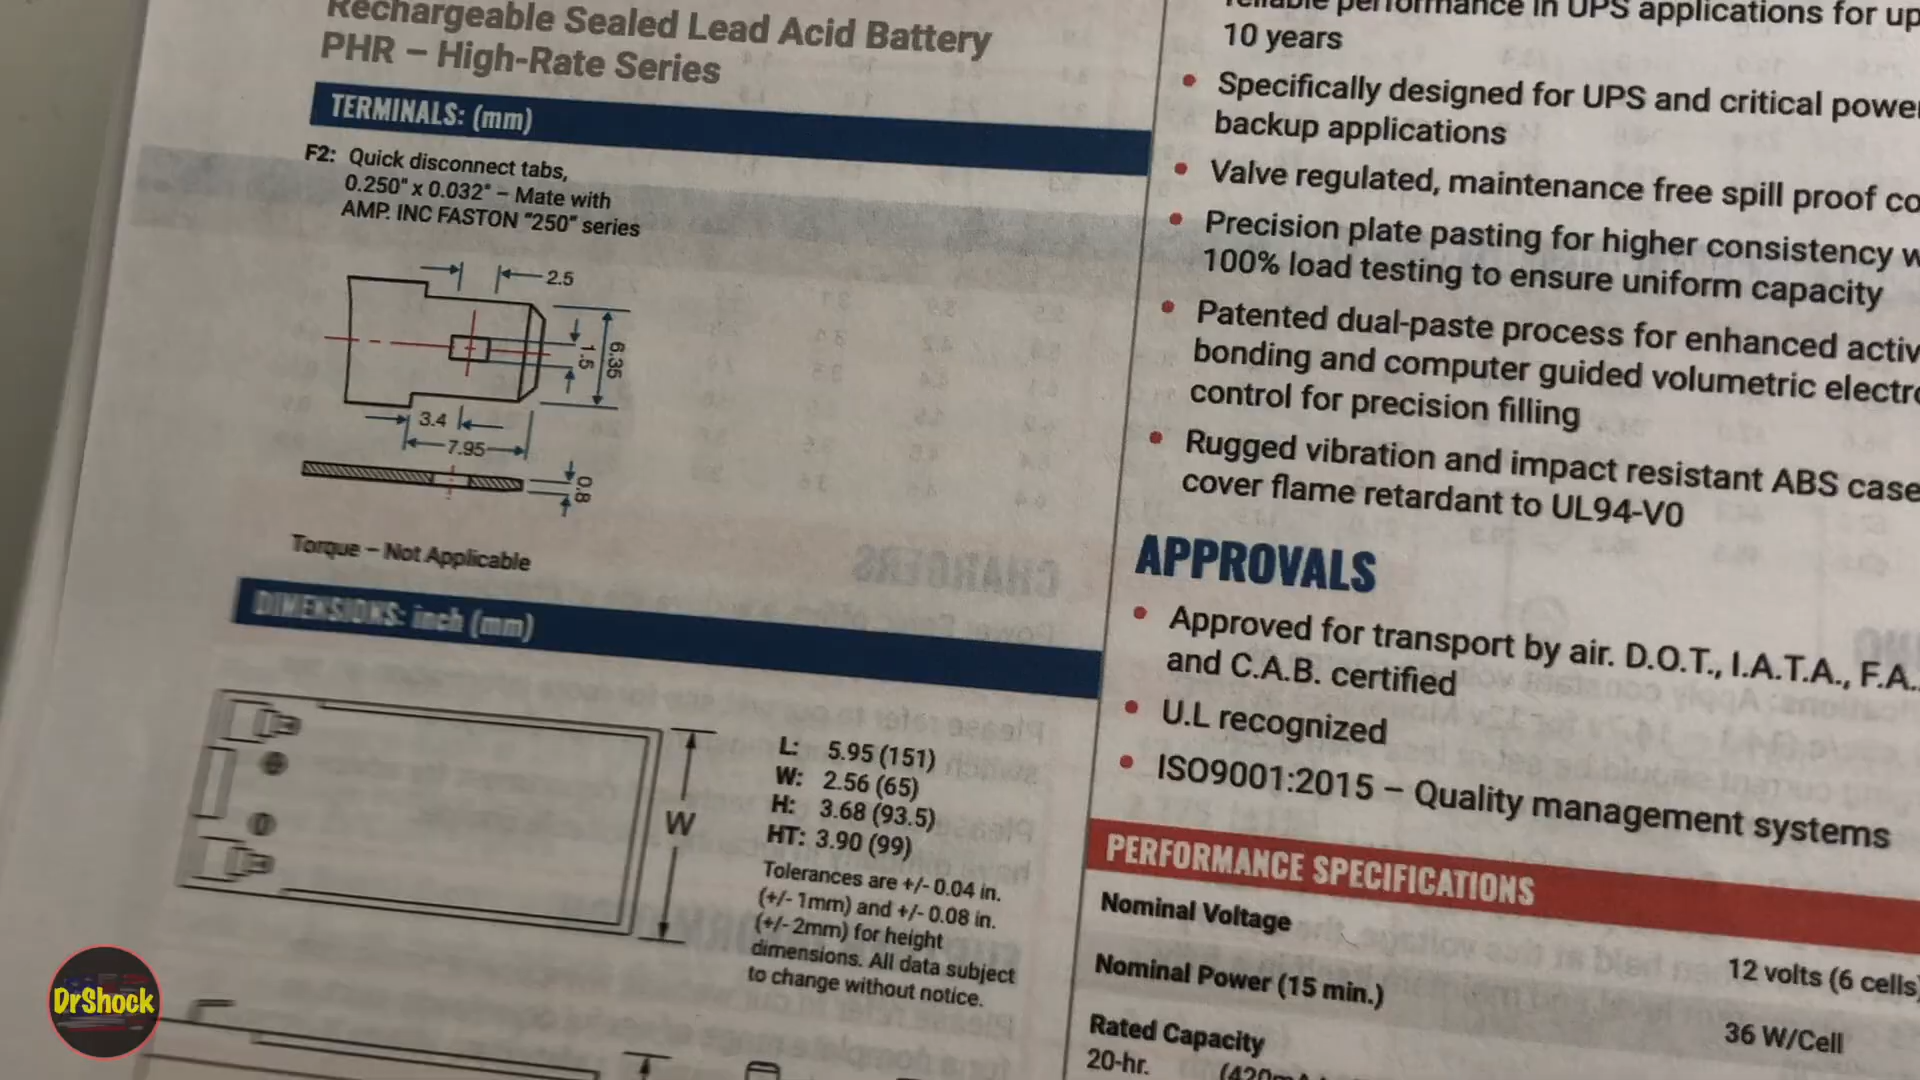 Rechargeable Sealed Lead Acid Battery
PHR – High-Rate Series
TERMINALS: (mm)
F2: Quick disconnect tabs,
0.250" x 0.032" – Mate with
AMP. INC FASTON "250" series
2.5
1.5
6.35
3.4
7.95
0.8
Torque – Not Applicable
DIMENSIONS: inch (mm)
W
L: 5.95 (151)
W: 2.56 (65)
H: 3.68 (93.5)
HT: 3.90 (99)
Tolerances are +/- 0.04 in.
(+/- 1mm) and +/- 0.08 in.
(+/- 2mm) for height
dimensions. All data subject
to change without notice.
reliable performance in UPS applications for up
10 years
• Specifically designed for UPS and critical power
backup applications
• Valve regulated, maintenance free spill proof
• Precision plate pasting for higher consistency
100% load testing to ensure uniform capacity
• Patented dual-paste process for enhanced
bonding and computer guided volumetric
control for precision filling
• Rugged vibration and impact resistant ABS case
cover flame retardant to UL94-V0
APPROVALS
• Approved for transport by air. D.O.T., I.A.T.A., F.A.
and C.A.B. certified
• U.L recognized
• ISO9001:2015 – Quality management systems
PERFORMANCE SPECIFICATIONS
Nominal Voltage
12 volts (6 cells)
Nominal Power (15 min.)
36 W/Cell
Rated Capacity
20-hr.
DrShock